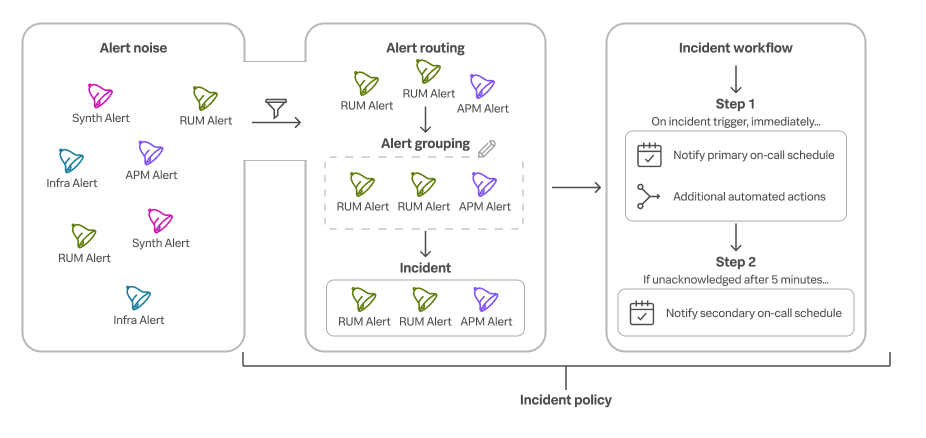 Alert noise
Synth Alert
RUM Alert
Infra Alert
APM Alert
RUM Alert
Synth Alert
Infra Alert
Alert routing
RUM Alert
RUM Alert
APM Alert
Alert grouping
RUM Alert
RUM Alert
APM Alert
Incident
RUM Alert
RUM Alert
APM Alert
Incident workflow
Step 1
On incident trigger, immediately...
Notify primary on-call schedule
Additional automated actions
Step 2
If unacknowledged after 5 minutes...
Notify secondary on-call schedule
Incident policy